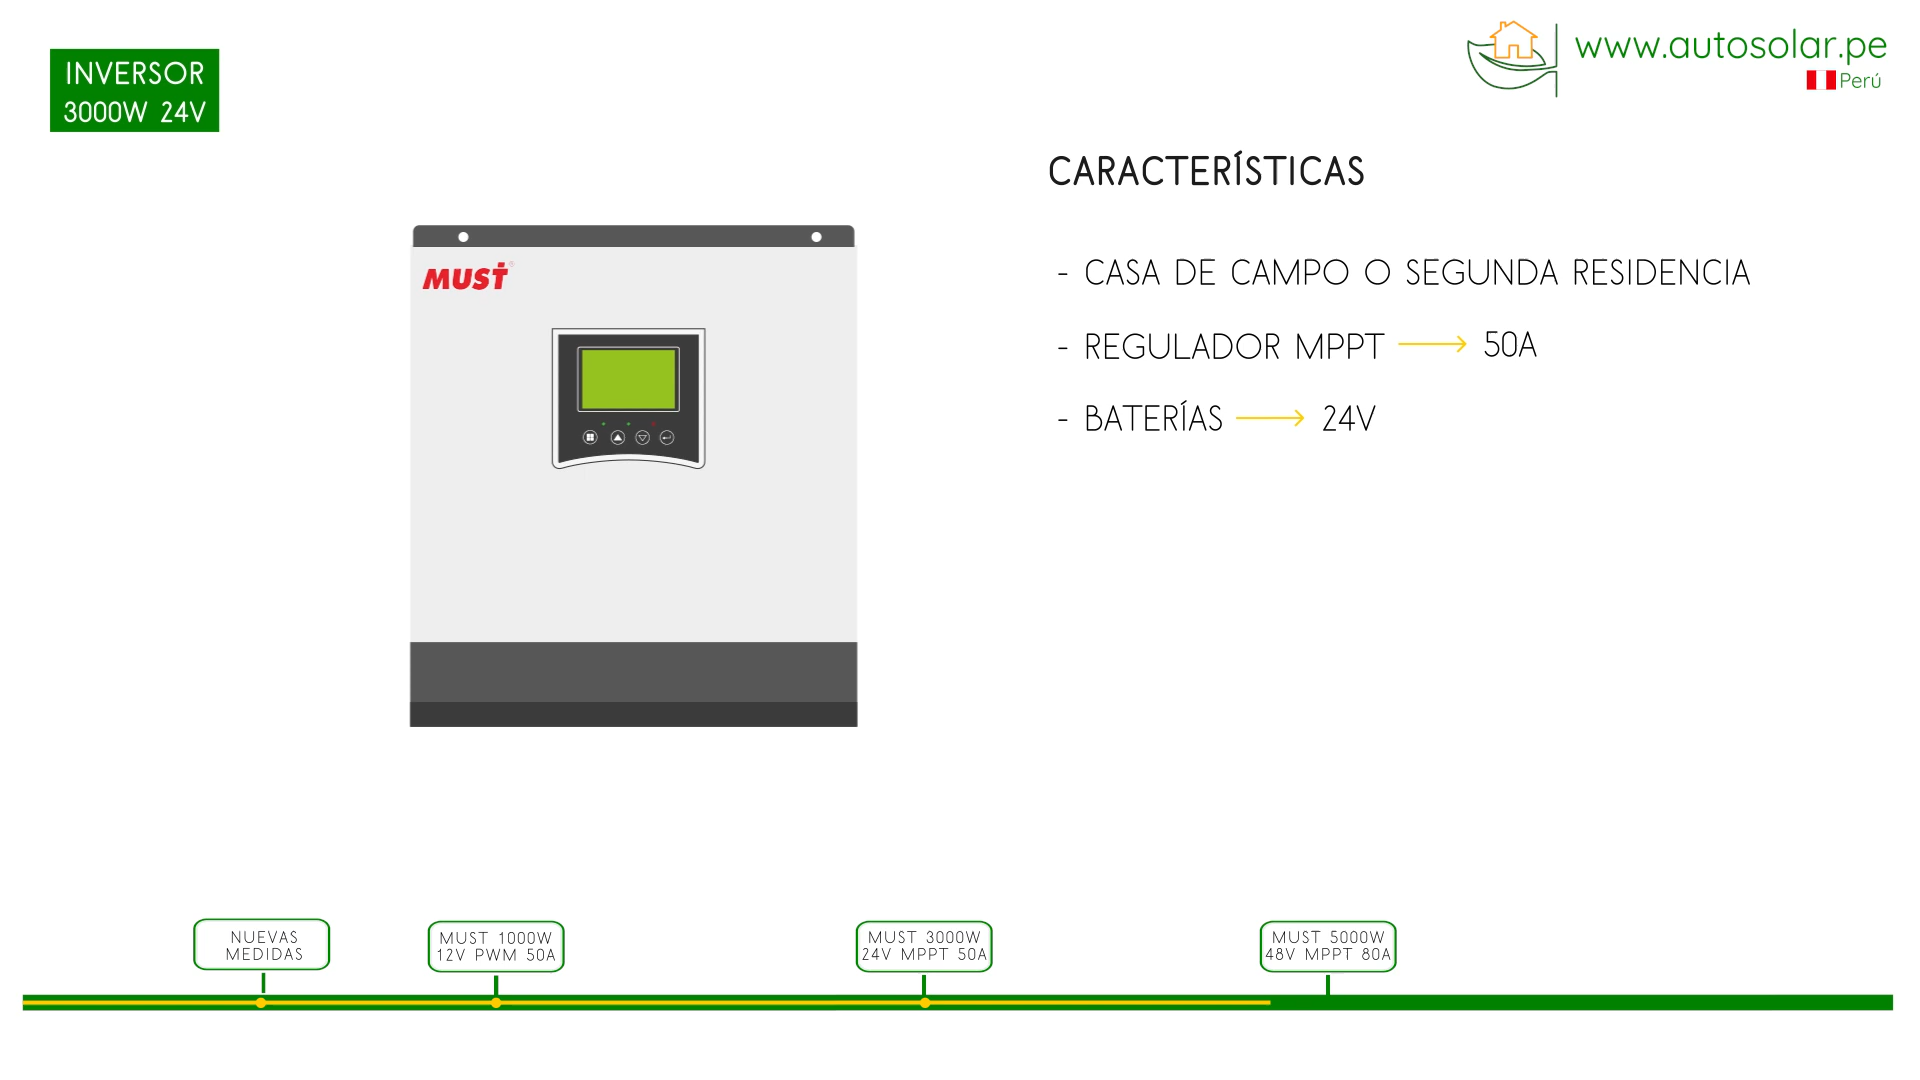 INVERSOR
3000W 24V
www.autosolar.pe
Perú
CARACTERÍSTICAS
- CASA DE CAMPO O SEGUNDA RESIDENCIA
- REGULADOR MPPT → 50A
- BATERÍAS → 24V
MUST
NUEVAS
MEDIDAS
MUST 1000W
12V PWM 50A
MUST 3000W
24V MPPT 50A
MUST 5000W
48V MPPT 80A